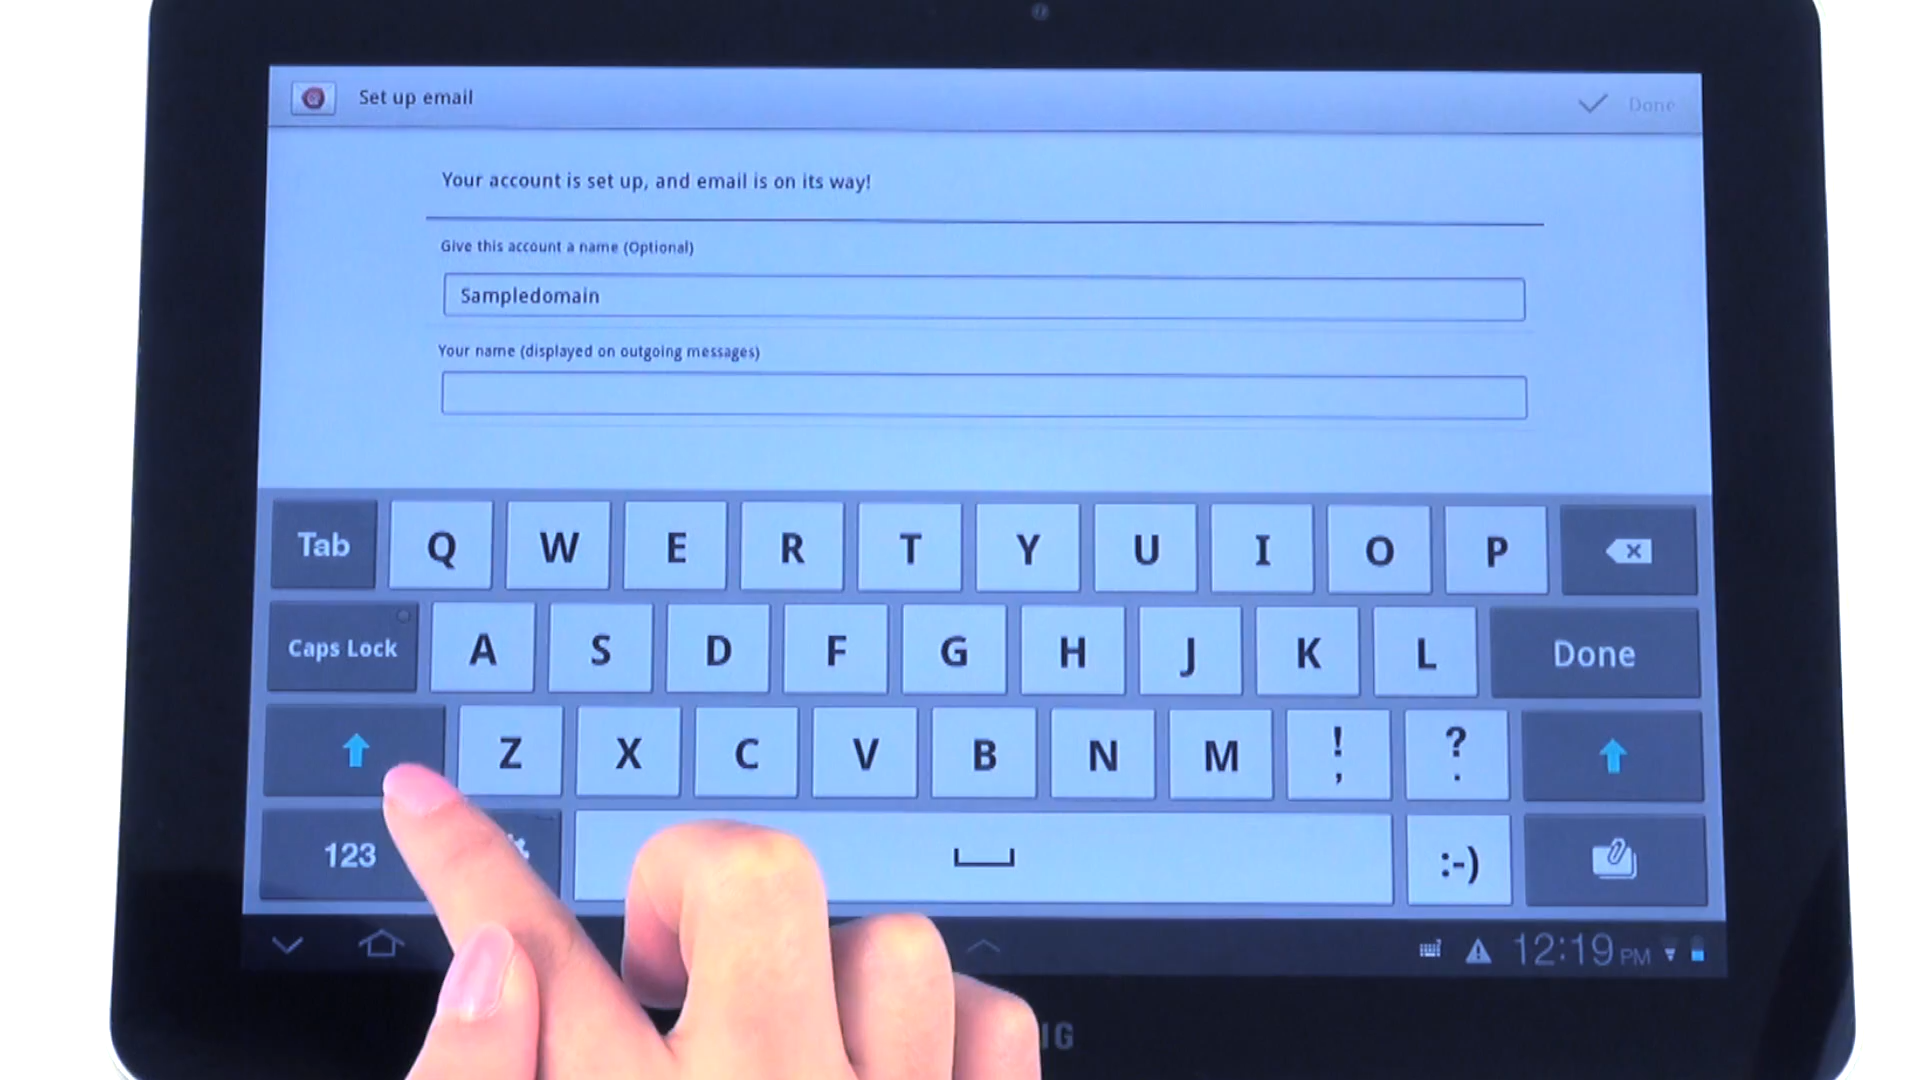 Set up email
Done
Your account is set up, and email is on its way!
Give this account a name (Optional)
Sampledomain
Your name (displayed on outgoing messages)
Tab Q W E R T Y U I O P
Caps Lock A S D F G H J K L Done
Z X C V B N M ! , ? .
123 :-)
12:19 PM